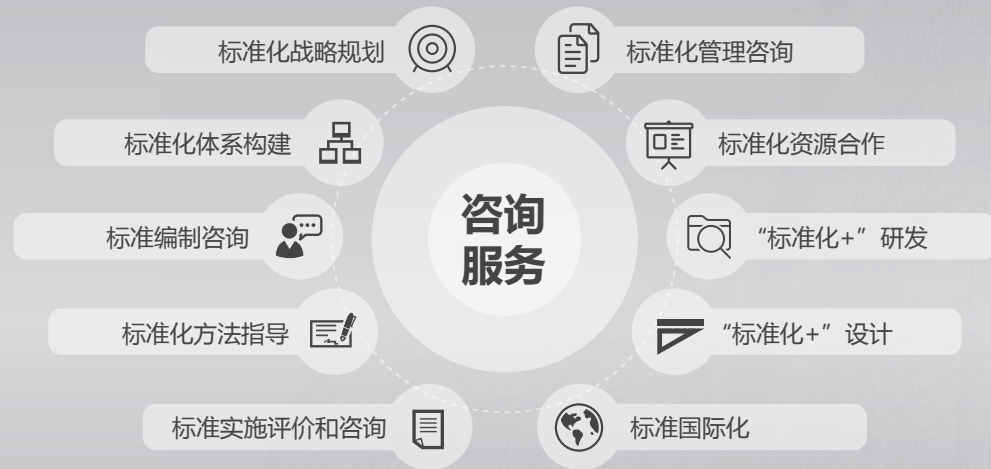 标准化战略规划
标准化管理咨询
标准化体系构建
标准化资源合作
咨询
服务
标准编制咨询
“标准化+”研发
标准化方法指导
“标准化+”设计
标准实施评价和咨询
标准国际化